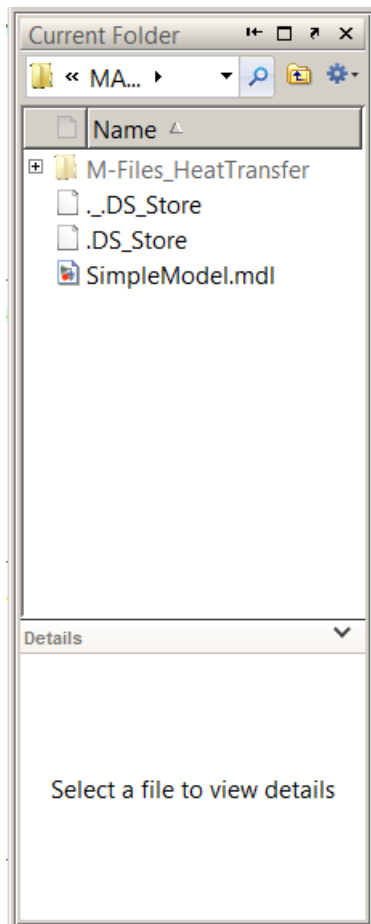 Current Folder
« MA...
Name
M-Files_HeatTransfer
._.DS_Store
.DS_Store
SimpleModel.mdl
Details
Select a file to view details